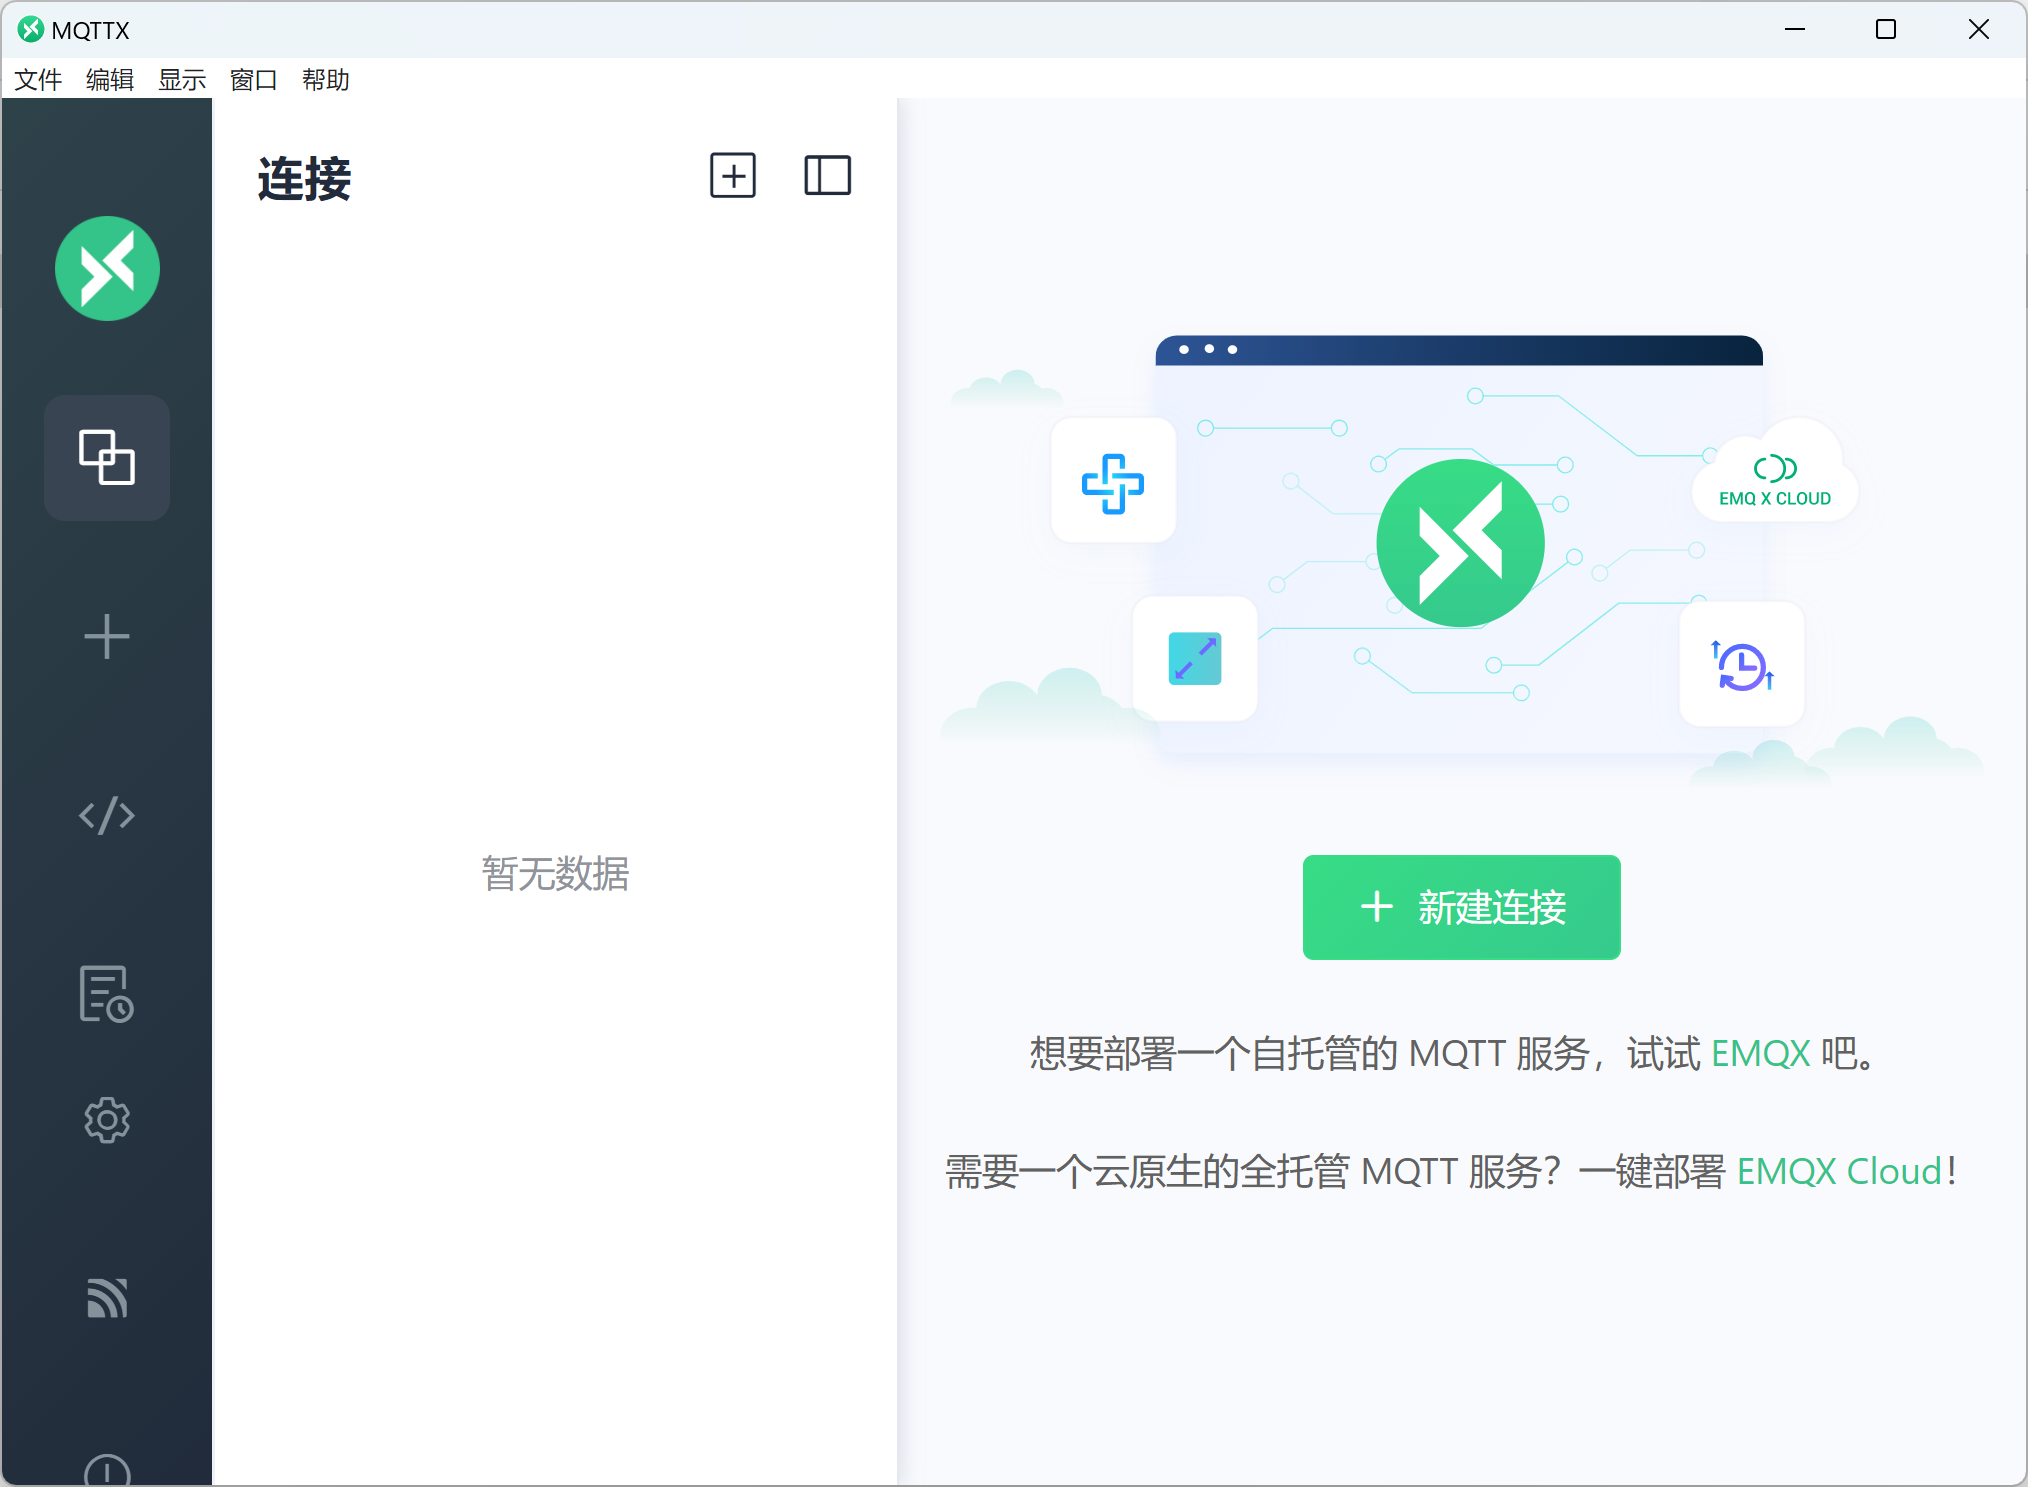 MQTTX
文件 编辑 显示 窗口 帮助
连接
暂无数据
EMQ X CLOUD
新建连接
想要部署一个自托管的 MQTT 服务，试试 EMQX 吧。
需要一个云原生的全托管 MQTT 服务？一键部署 EMQX Cloud！